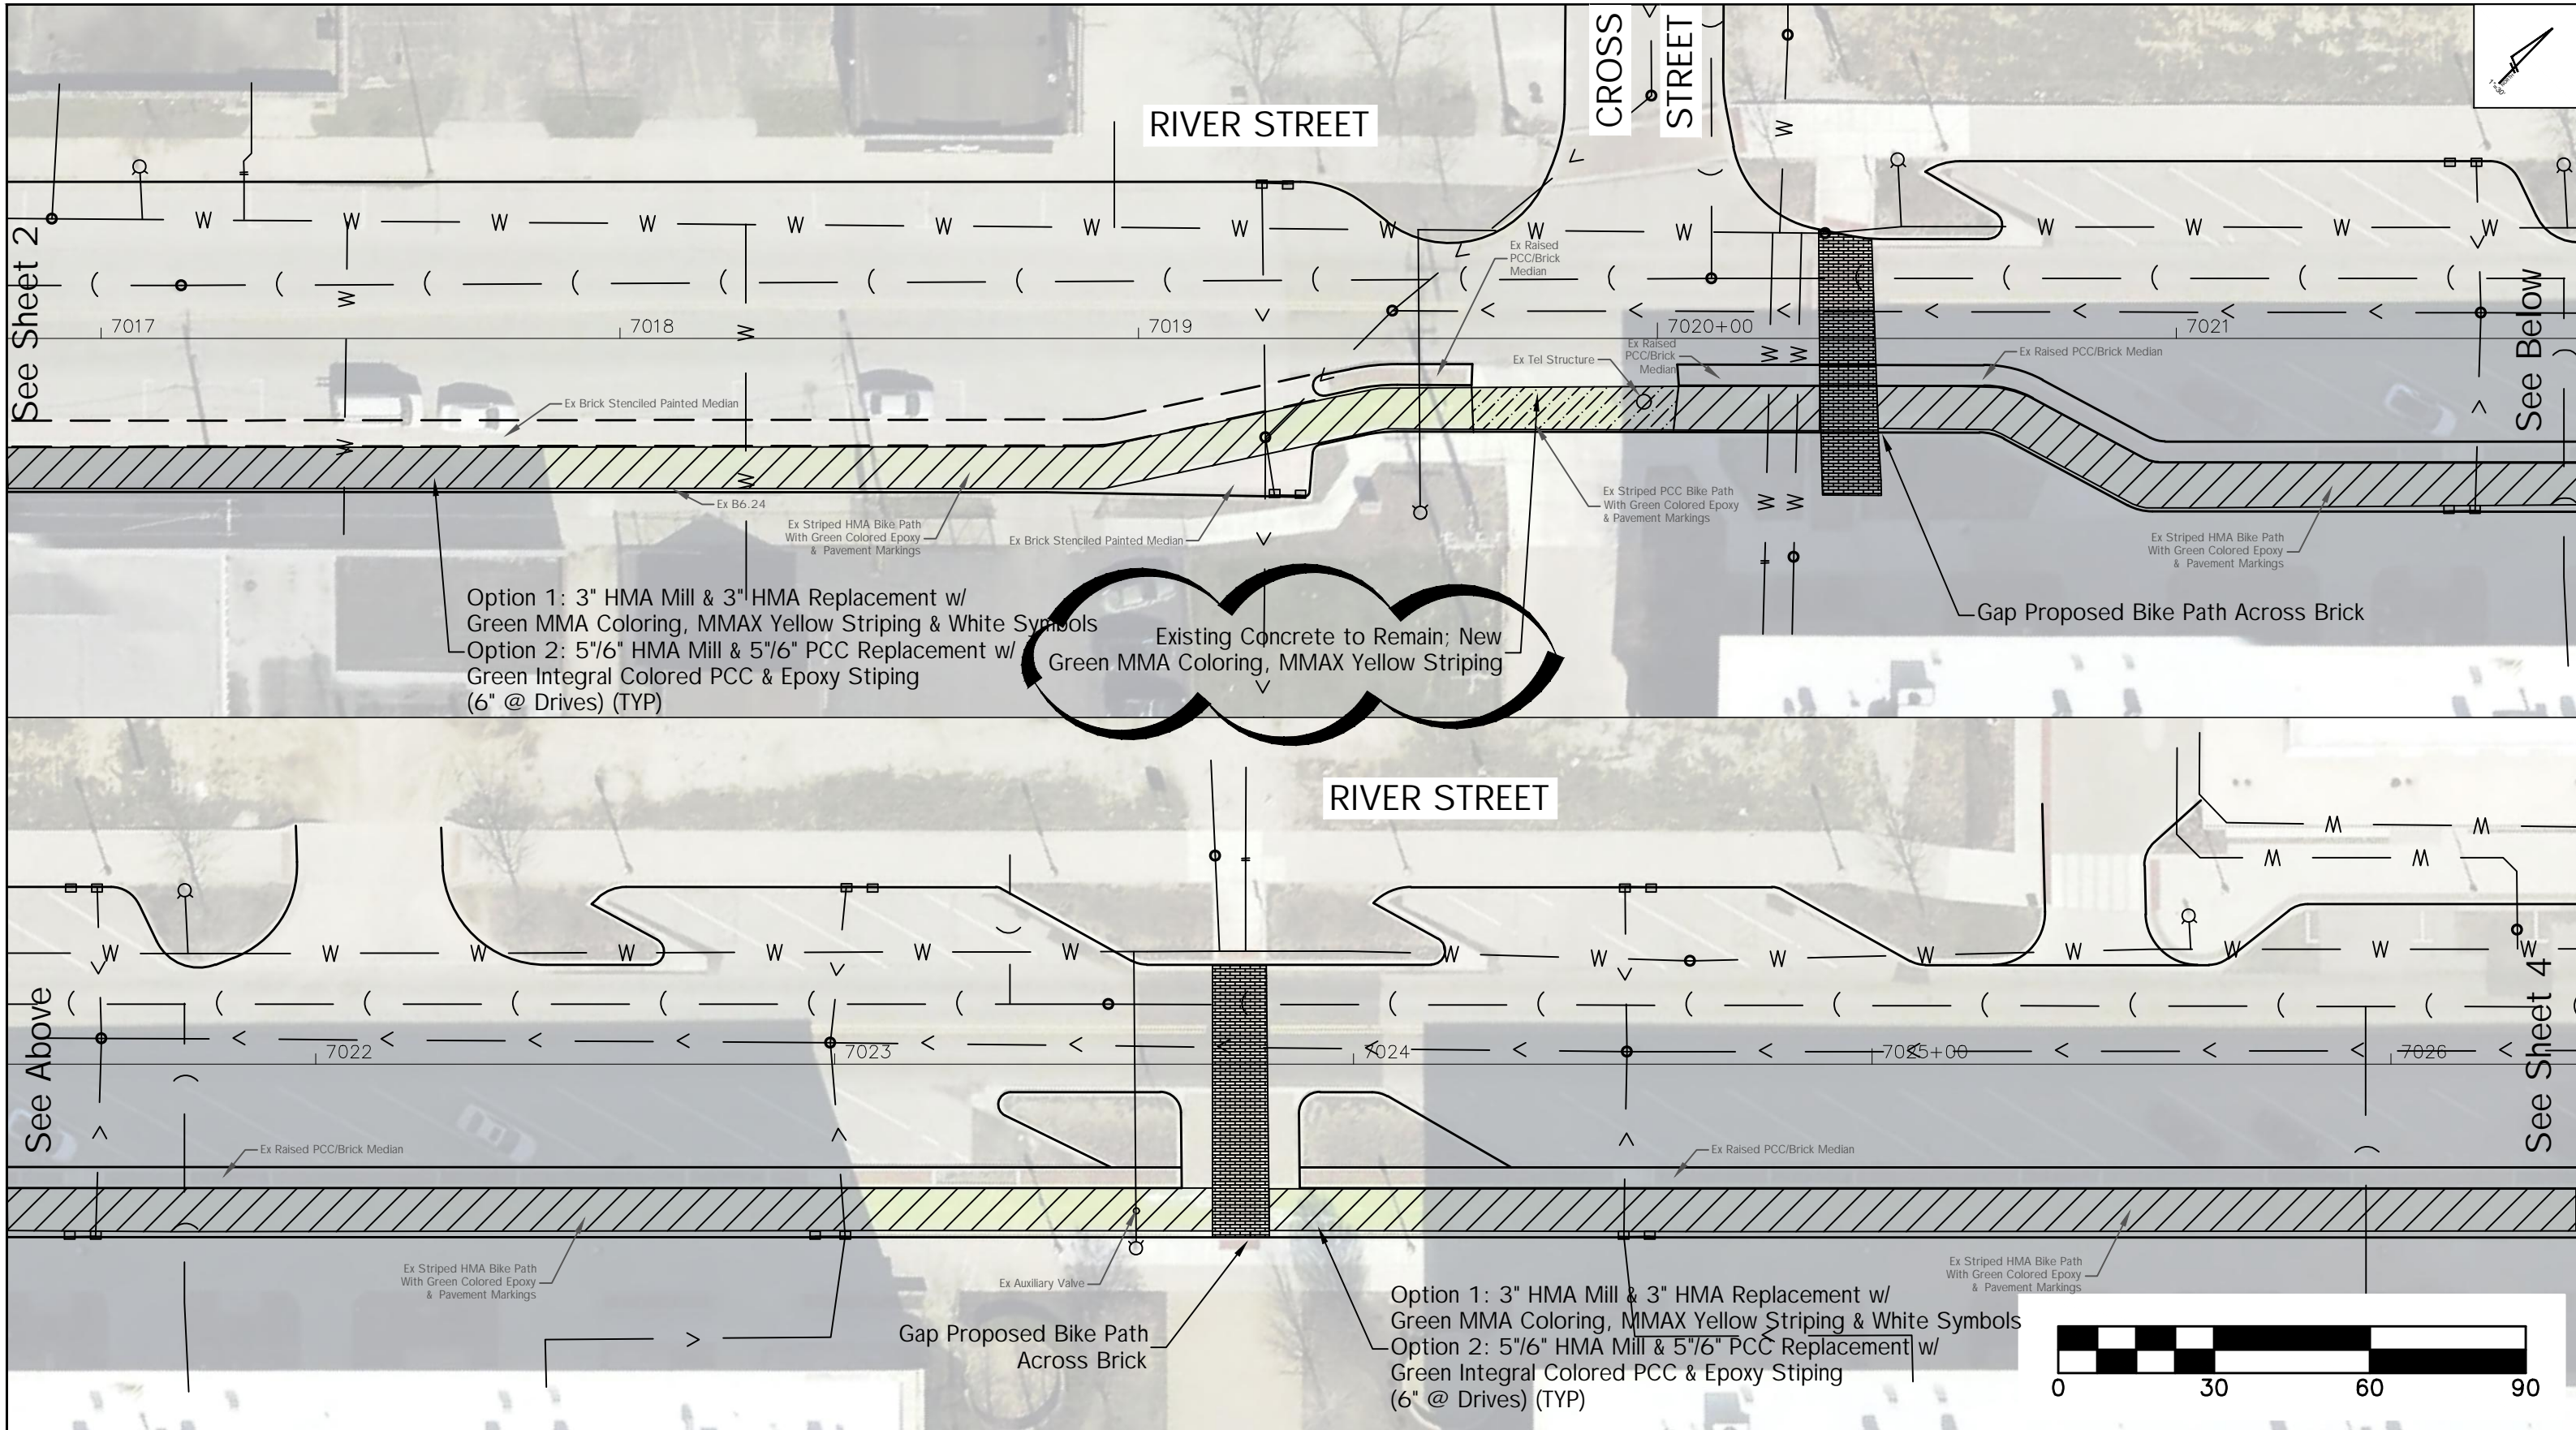 CROSS
STREET
RIVER STREET
See Sheet 2
W W W W W W W W W W W W W W W
7017
7018
7019
7020+00
7021
See Below
Ex Raised
PCC/Brick
Median
Ex Tel Structure
Ex Raised
PCC/Brick
Median
Ex Raised PCC/Brick Median
Ex Brick Stenciled Painted Median
Ex B6.24
Ex Striped HMA Bike Path
With Green Colored Epoxy
& Pavement Markings
Ex Brick Stenciled Painted Median
Ex Striped PCC Bike Path
With Green Colored Epoxy
& Pavement Markings
Ex Striped HMA Bike Path
With Green Colored Epoxy
& Pavement Markings
Option 1: 3" HMA Mill & 3" HMA Replacement w/
Green MMA Coloring, MMAX Yellow Striping & White Symbols
Option 2: 5"/6" HMA Mill & 5"/6" PCC Replacement w/
Green Integral Colored PCC & Epoxy Stiping
(6" @ Drives) (TYP)
Existing Concrete to Remain; New
Green MMA Coloring, MMAX Yellow Striping
Gap Proposed Bike Path Across Brick
RIVER STREET
See Above
W W W W W W W W W W W W W W W W
7022
7023
7024
7025+00
7026
See Sheet 4
Ex Raised PCC/Brick Median
Ex Raised PCC/Brick Median
Ex Striped HMA Bike Path
With Green Colored Epoxy
& Pavement Markings
Ex Auxiliary Valve
Ex Striped HMA Bike Path
With Green Colored Epoxy
& Pavement Markings
Gap Proposed Bike Path
Across Brick
Option 1: 3" HMA Mill & 3" HMA Replacement w/
Green MMA Coloring, MMAX Yellow Striping & White Symbols
Option 2: 5"/6" HMA Mill & 5"/6" PCC Replacement w/
Green Integral Colored PCC & Epoxy Stiping
(6" @ Drives) (TYP)
0 30 60 90